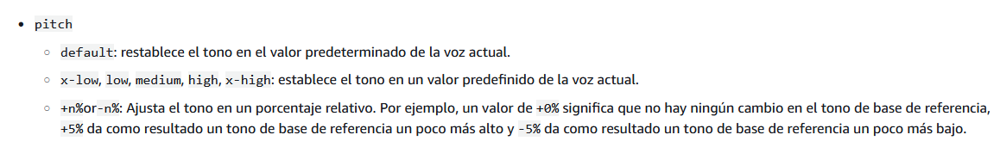 • pitch
◦ default: restablece el tono en el valor predeterminado de la voz actual.
◦ x-low, low, medium, high, x-high: establece el tono en un valor predefinido de la voz actual.
◦ +n%or-n%: Ajusta el tono en un porcentaje relativo. Por ejemplo, un valor de +0% significa que no hay ningún cambio en el tono de base de referencia,
+5% da como resultado un tono de base de referencia un poco más alto y -5% da como resultado un tono de base de referencia un poco más bajo.